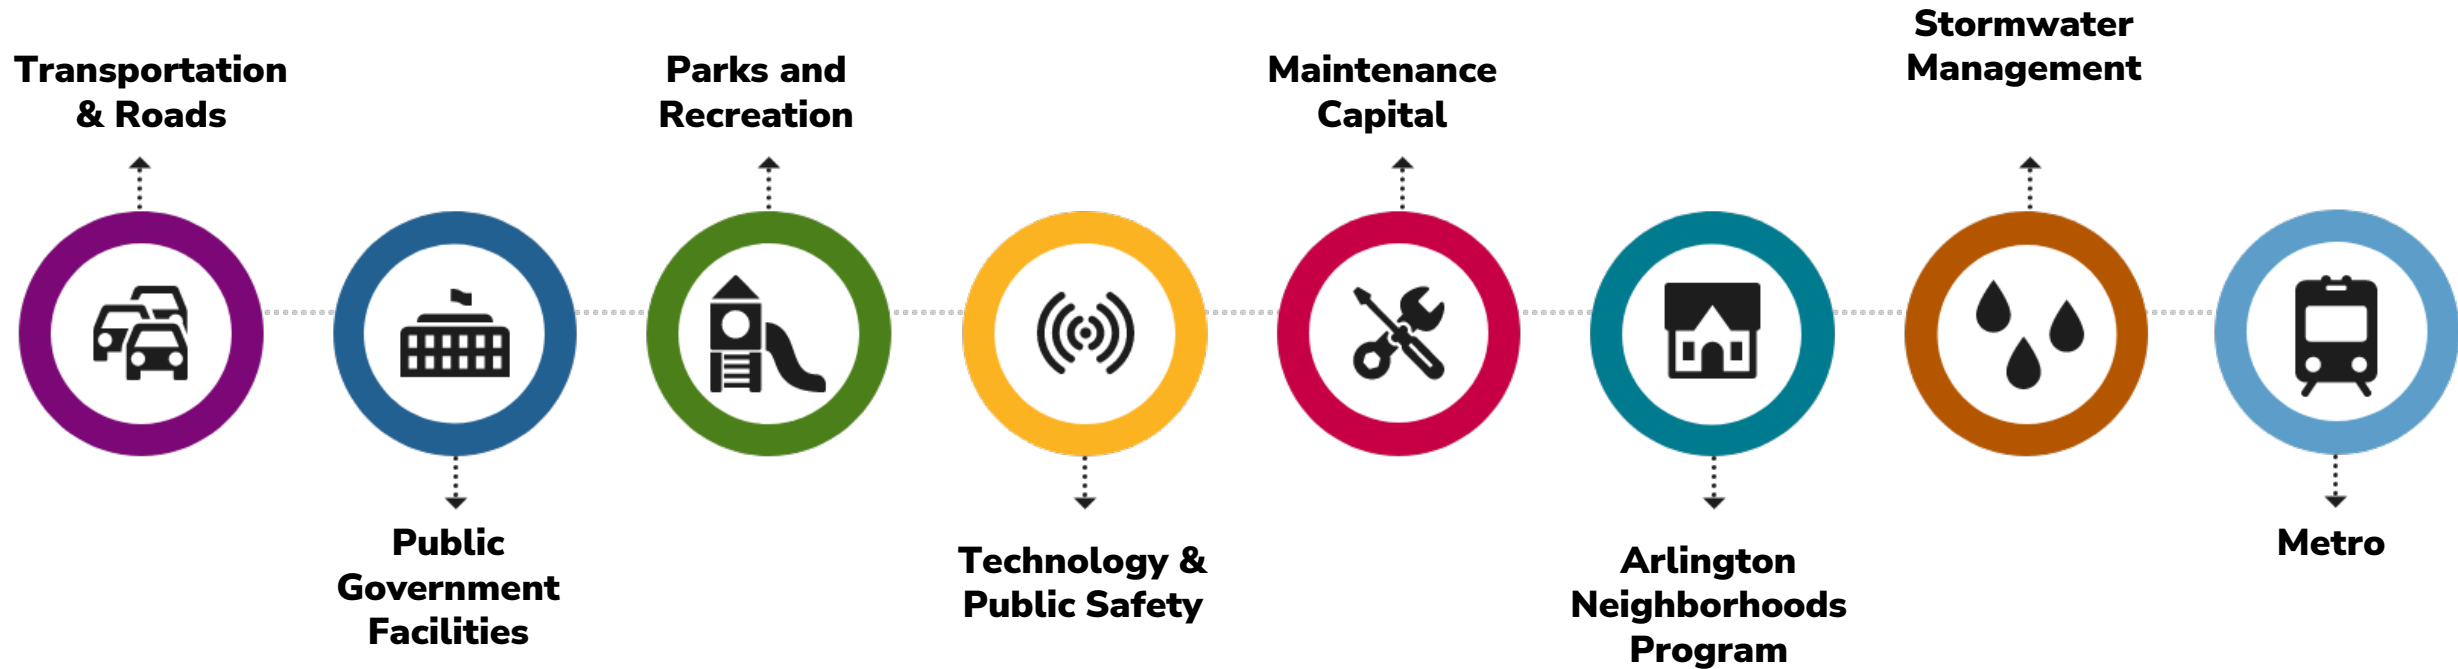 Transportation
& Roads
Public
Government
Facilities
Parks and
Recreation
Technology &
Public Safety
Maintenance
Capital
Arlington
Neighborhoods
Program
Stormwater
Management
Metro